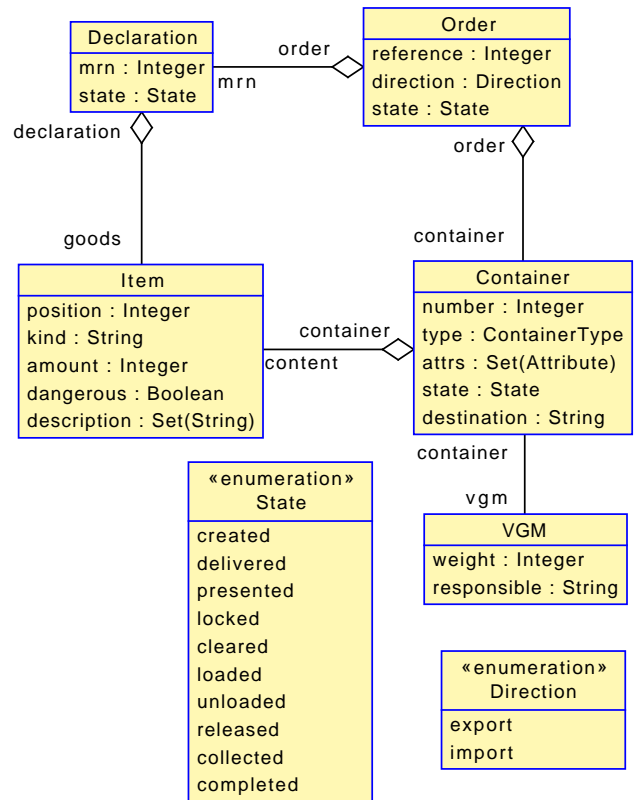 Declaration
mrn : Integer
state : State
order
mrn
Order
reference : Integer
direction : Direction
state : State
declaration
goods
order
container
Item
position : Integer
kind : String
amount : Integer
dangerous : Boolean
description : Set(String)
container
content
Container
number : Integer
type : ContainerType
attrs : Set(Attribute)
state : State
destination : String
container
vgm
VGM
weight : Integer
responsible : String
«enumeration»
State
created
delivered
presented
locked
cleared
loaded
unloaded
released
collected
completed
«enumeration»
Direction
export
import